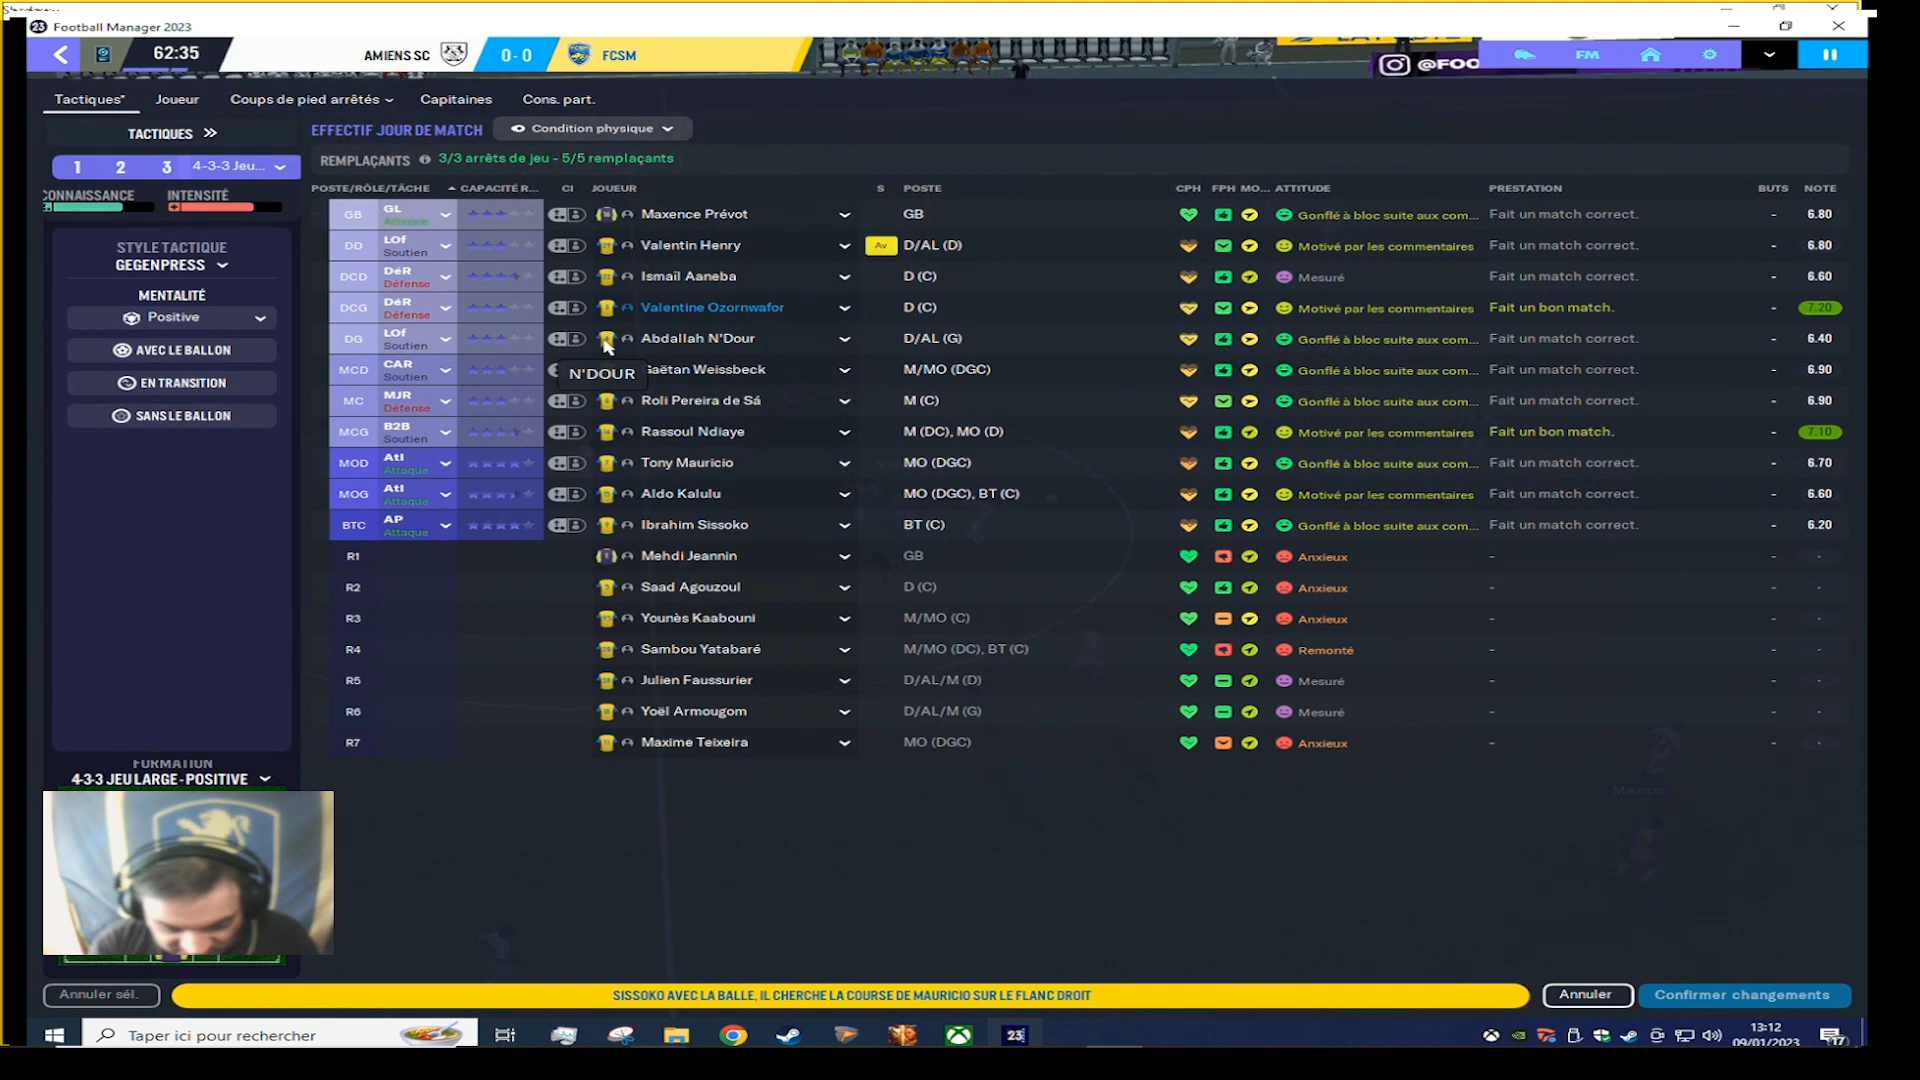 Football Manager 2023
62:35
AMIENS SC
0-0
FCSM
@FOO
FM
Tactiques*
Joueur
Coups de pied arrêtés
Capitaines
Cons. part.
TACTIQUES
EFFECTIF JOUR DE MATCH
Condition physique
1 2 3 4-3-3 Jeu...
REMPLAÇANTS 3/3 arrêts de jeu - 5/5 remplaçants
CONNAISSANCE INTENSITÉ
POSTE/RÔLE/TÂCHE CAPACITÉ R... CI JOUEUR S POSTE CPH FPH MO... ATTITUDE PRESTATION BUTS NOTE
GB GL Attaque Maxence Prévot GB Gonflé à bloc suite aux com... Fait un match correct. - 6.80
DD LOf Soutien Valentin Henry Av D/AL (D) Motivé par les commentaires Fait un match correct. - 6.80
DCD DéR Défense Ismaïl Aaneba D (C) Mesuré Fait un match correct. - 6.60
DCG DéR Défense Valentine Ozornwafor D (C) Motivé par les commentaires Fait un bon match. - 7.20
DG LOf Soutien Abdallah N'Dour D/AL (G) Gonflé à bloc suite aux com... Fait un match correct. - 6.40
MCD CAR Soutien Gaëtan Weissbeck M/MO (DGC) Gonflé à bloc suite aux com... Fait un match correct. - 6.90
N'DOUR
MC MJR Défense Roli Pereira de Sá M (C) Gonflé à bloc suite aux com... Fait un match correct. - 6.90
MCG B2B Soutien Rassoul Ndiaye M (DC), MO (D) Motivé par les commentaires Fait un bon match. - 7.10
MOD AtI Attaque Tony Mauricio MO (DGC) Gonflé à bloc suite aux com... Fait un match correct. - 6.70
MOG AtI Attaque Aldo Kalulu MO (DGC), BT (C) Motivé par les commentaires Fait un match correct. - 6.60
BTC AP Attaque Ibrahim Sissoko BT (C) Gonflé à bloc suite aux com... Fait un match correct. - 6.20
R1 Mehdi Jeannin GB Anxieux - - -
R2 Saad Agouzoul D (C) Anxieux - - -
R3 Younès Kaabouni M/MO (C) Anxieux - - -
R4 Sambou Yatabaré M/MO (DC), BT (C) Remonté - - -
R5 Julien Faussurier D/AL/M (D) Mesuré - - -
R6 Yoël Armougom D/AL/M (G) Mesuré - - -
R7 Maxime Teixeira MO (DGC) Anxieux - - -
STYLE TACTIQUE
GEGENPRESS
MENTALITÉ
Positive
AVEC LE BALLON
EN TRANSITION
SANS LE BALLON
FORMATION
4-3-3 JEU LARGE - POSITIVE
Mauricio
Annuler sél.
SISSOKO AVEC LA BALLE, IL CHERCHE LA COURSE DE MAURICIO SUR LE FLANC DROIT
Annuler
Confirmer changements
Taper ici pour rechercher
23
13:12
09/01/2023
17